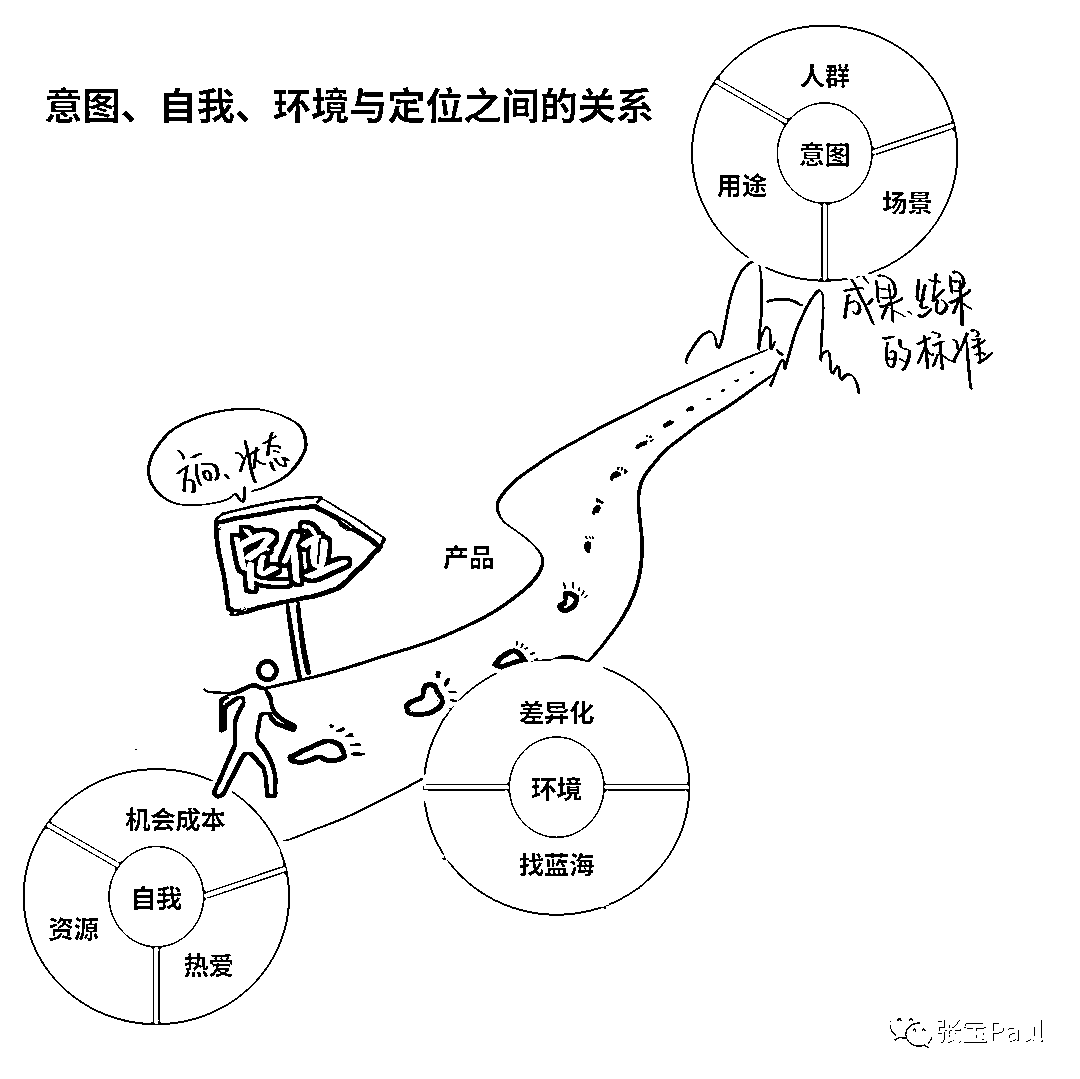 意图、自我、环境与定位之间的关系
人群
意图
用途
场景
成果、结果
的标准
方向、状态
定位
产品
差异化
环境
找蓝海
机会成本
自我
资源
热爱
张宝Paul